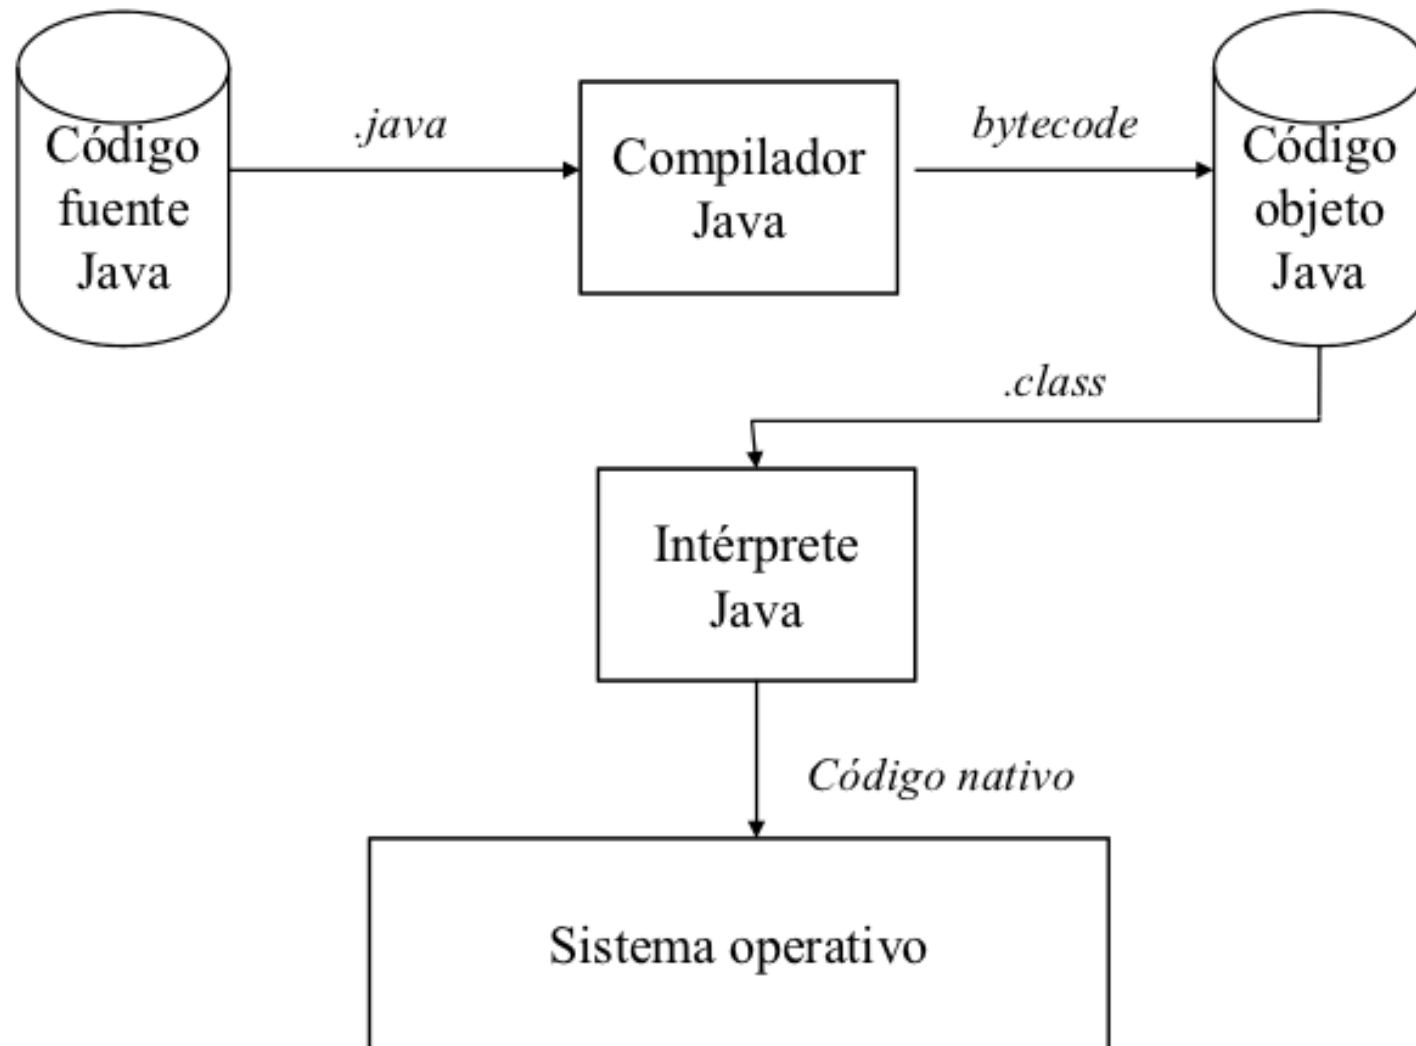 Código
fuente
Java
.java
Compilador
Java
bytecode
Código
objeto
Java
.class
Intérprete
Java
Código nativo
Sistema operativo